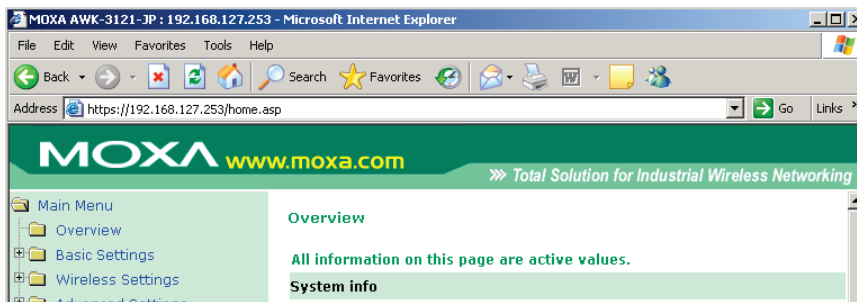 MOXA AWK-3121-JP : 192.168.127.253 - Microsoft Internet Explorer
File Edit View Favorites Tools Help
Back Search Favorites
Address https://192.168.127.253/home.asp Go Links »
MOXA www.moxa.com
Total Solution for Industrial Wireless Networking
Main Menu
Overview
Basic Settings
Wireless Settings
Advanced Settings
Overview
All information on this page are active values.
System info